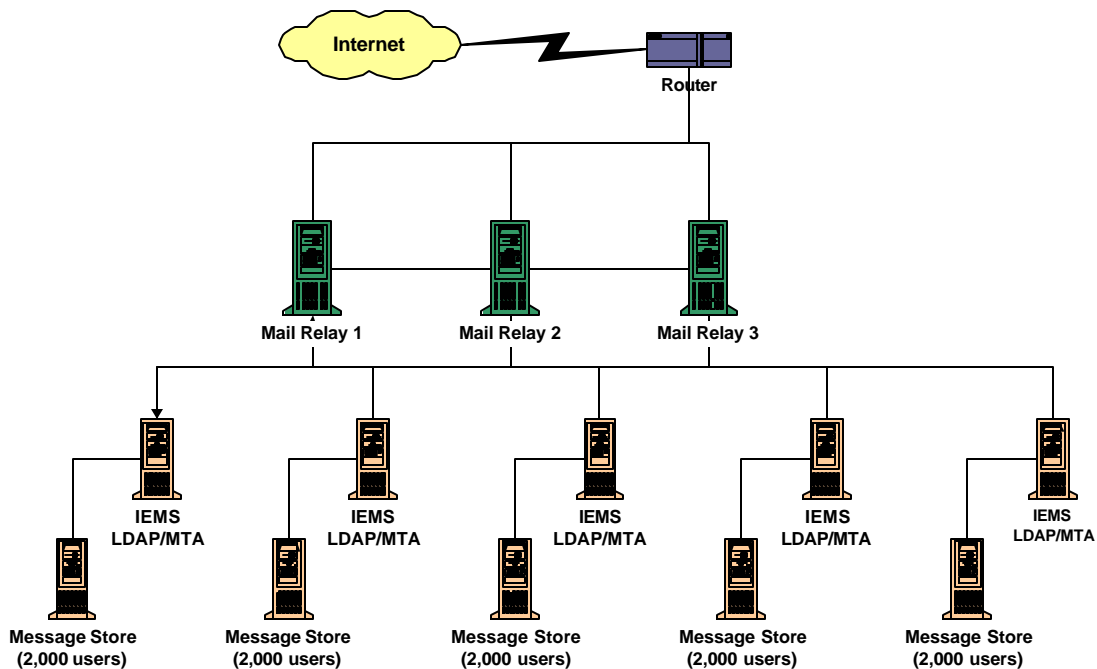 Internet
Router
Mail Relay 1
Mail Relay 2
Mail Relay 3
IEMS
LDAP/MTA
IEMS
LDAP/MTA
IEMS
LDAP/MTA
IEMS
LDAP/MTA
IEMS
LDAP/MTA
Message Store
(2,000 users)
Message Store
(2,000 users)
Message Store
(2,000 users)
Message Store
(2,000 users)
Message Store
(2,000 users)